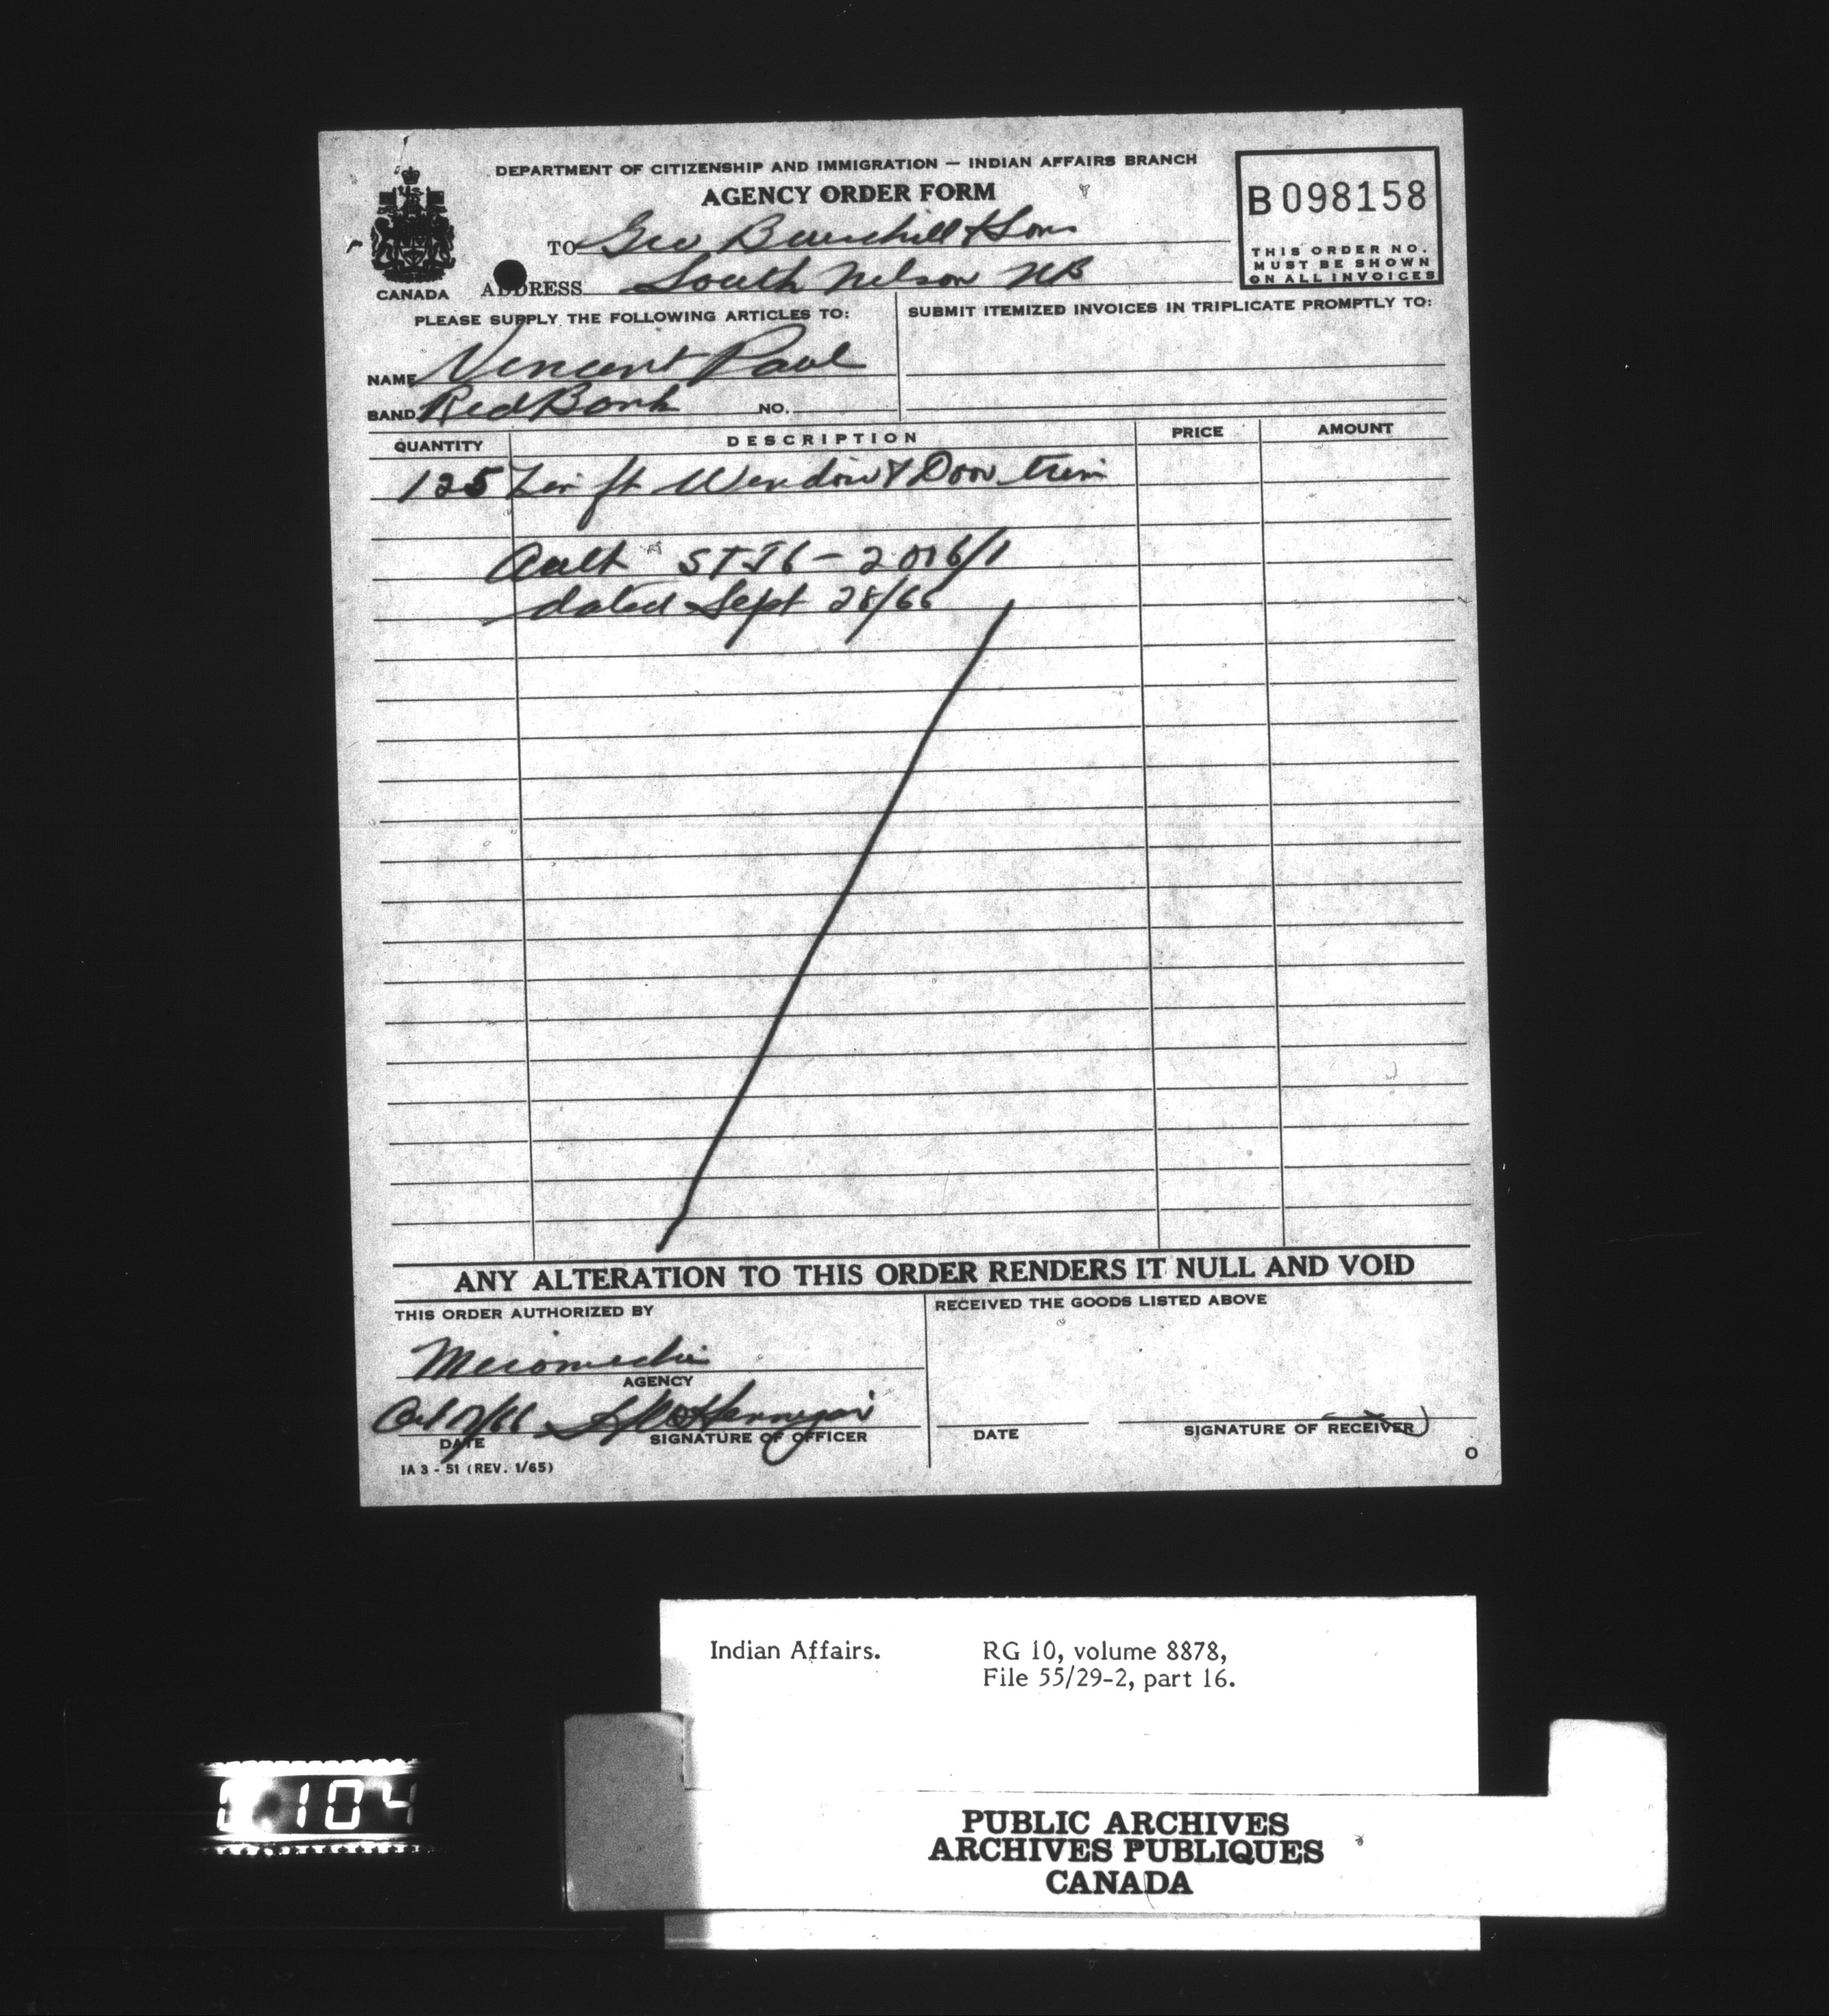 DEPARTMENT OF CITIZENSHIP AND IMMIGRATION — INDIAN AFFAIRS BRANCH
AGENCY ORDER FORM
B 098158
THIS ORDER NO.
MUST BE SHOWN
ON ALL INVOICES
CANADA
TO Geo Burchill & Sons
ADDRESS South Nelson NB
PLEASE SUPPLY THE FOLLOWING ARTICLES TO:
SUBMIT ITEMIZED INVOICES IN TRIPLICATE PROMPTLY TO:
NAME Vincent Paul
BAND Red Bank NO.
QUANTITY DESCRIPTION PRICE AMOUNT
125 Lin ft Window & Door trim
dated Sept 28/66
ANY ALTERATION TO THIS ORDER RENDERS IT NULL AND VOID
THIS ORDER AUTHORIZED BY
RECEIVED THE GOODS LISTED ABOVE
Miramichi
AGENCY
DATE SIGNATURE OF OFFICER
DATE SIGNATURE OF RECEIVER
IA 3 - 51 (REV. 1/65)
Indian Affairs. RG 10, volume 8878,
File 55/29-2, part 16.
104
PUBLIC ARCHIVES
ARCHIVES PUBLIQUES
CANADA